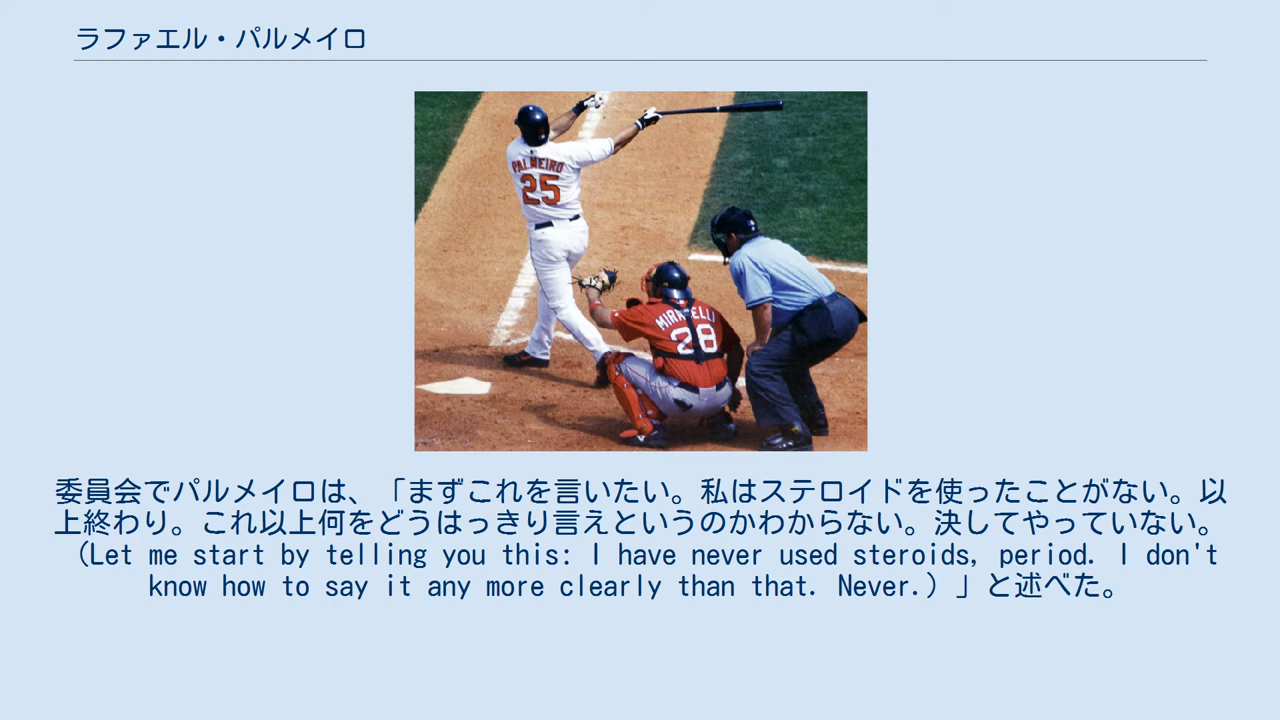 ラファエル・パルメイロ
PALMEIRO
25
MIRABELLI
28
委員会でパルメイロは、「まずこれを言いたい。私はステロイドを使ったことがない。以
上終わり。これ以上何をどうはっきり言えというのかわからない。決してやっていない。
（Let me start by telling you this: I have never used steroids, period. I don't
know how to say it any more clearly than that. Never.）」と述べた。